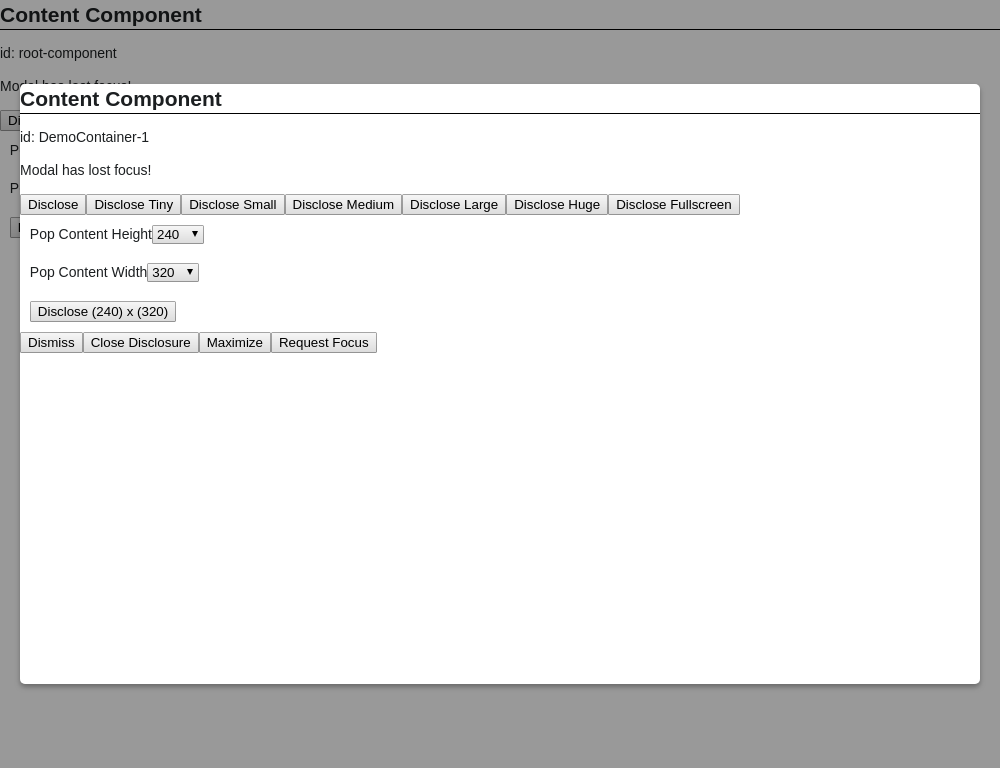 Content Component
id: root-component
Modal has lost focus!
Content Component
id: DemoContainer-1
Modal has lost focus!
Disclose Disclose Tiny Disclose Small Disclose Medium Disclose Large Disclose Huge Disclose Fullscreen
Pop Content Height 240
Pop Content Width 320
Disclose (240) x (320)
Dismiss Close Disclosure Maximize Request Focus